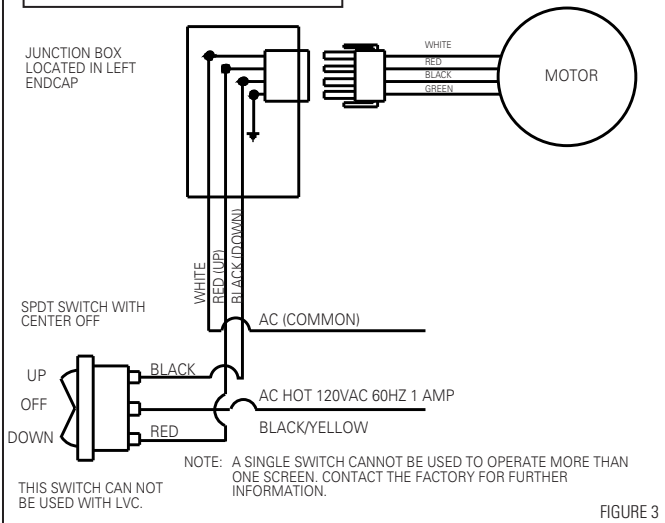 JUNCTION BOX
LOCATED IN LEFT
ENDCAP
WHITE
RED
BLACK
GREEN
MOTOR
WHITE
RED (UP)
BLACK (DOWN)
SPDT SWITCH WITH
CENTER OFF
AC (COMMON)
UP
BLACK
OFF
AC HOT 120VAC 60HZ 1 AMP
BLACK/YELLOW
DOWN
RED
NOTE: A SINGLE SWITCH CANNOT BE USED TO OPERATE MORE THAN
ONE SCREEN. CONTACT THE FACTORY FOR FURTHER
INFORMATION.
THIS SWITCH CAN NOT
BE USED WITH LVC.
FIGURE 3